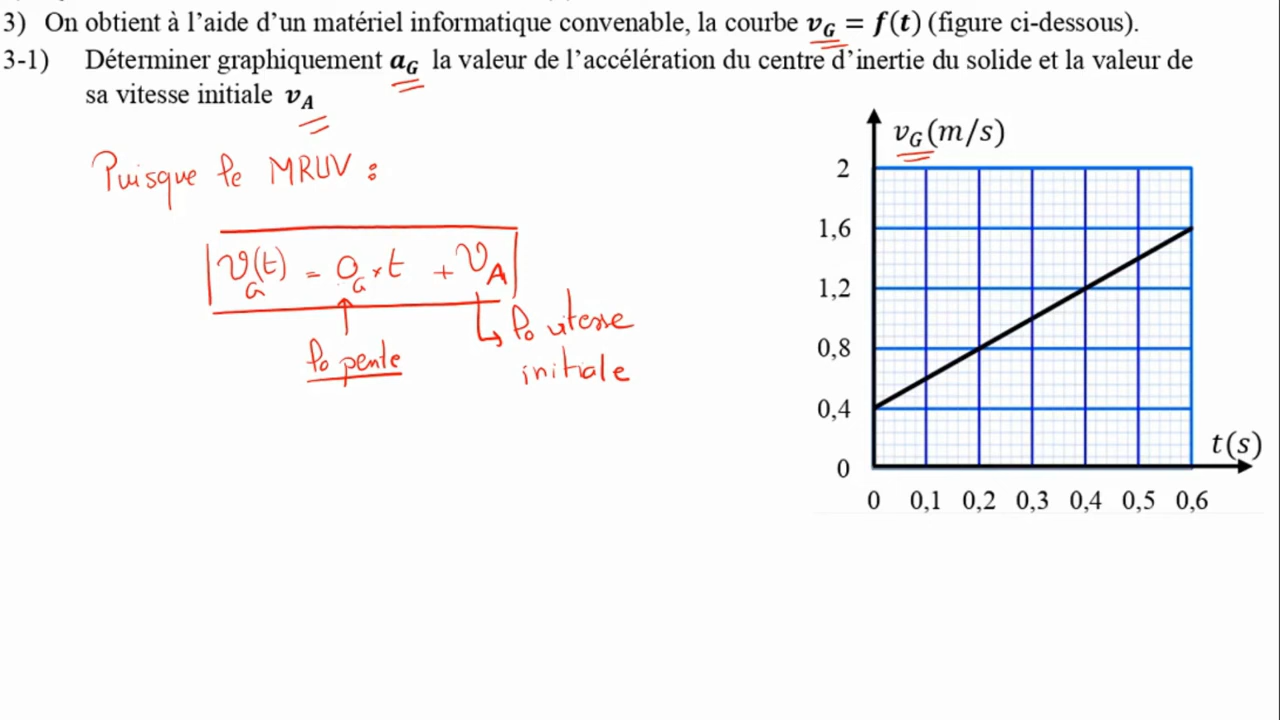 3) On obtient à l’aide d’un matériel informatique convenable, la courbe v_G = f(t) (figure ci-dessous).
3-1) Déterminer graphiquement a_G la valeur de l’accélération du centre d’inertie du solide et la valeur de
sa vitesse initiale v_A
Puisque le MRUV :
v_G(t) = a_G × t + v_A
la pente
la vitesse
initiale
v_G(m/s)
2
1,6
1,2
0,8
0,4
0
t(s)
0 0,1 0,2 0,3 0,4 0,5 0,6